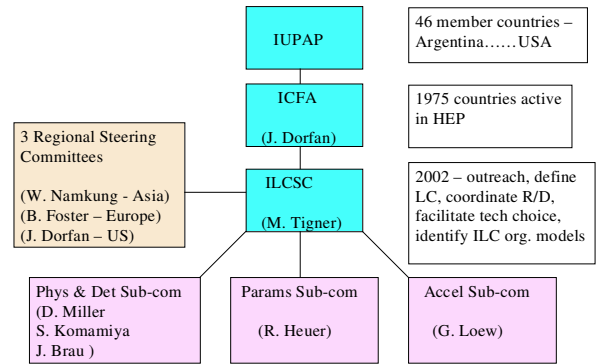 IUPAP
46 member countries –
Argentina……USA
ICFA
(J. Dorfan)
1975 countries active
in HEP
3 Regional Steering
Committees
(W. Namkung - Asia)
(B. Foster – Europe)
(J. Dorfan – US)
ILCSC
(M. Tigner)
2002 – outreach, define
LC, coordinate R/D,
facilitate tech choice,
identify ILC org. models
Phys & Det Sub-com
(D. Miller
S. Komamiya
J. Brau )
Params Sub-com
(R. Heuer)
Accel Sub-com
(G. Loew)